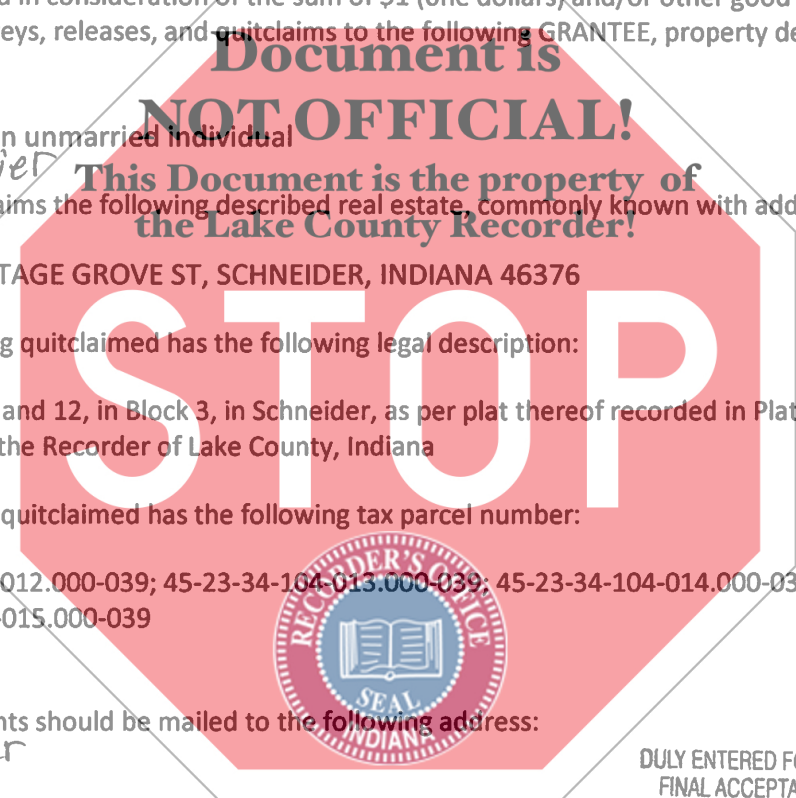 in consideration of the sum of $1 (one dollars) and/or other good
eys, releases, and quitclaims to the following GRANTEE, property de
Document is
NOT OFFICIAL!
n unmarried individual
ier
This Document is the property of
aims the following described real estate, commonly known with add
the Lake County Recorder!
TAGE GROVE ST, SCHNEIDER, INDIANA 46376
STOP
g quitclaimed has the following legal description:
and 12, in Block 3, in Schneider, as per plat thereof recorded in Plat
the Recorder of Lake County, Indiana
quitclaimed has the following tax parcel number:
012.000-039; 45-23-34-104-013.000-039; 45-23-34-104-014.000-03
-015.000-039
RECORDER'S OFFICE
SEAL
INDIANA
nts should be mailed to the following address:
er
DULY ENTERED FO
FINAL ACCEPTA